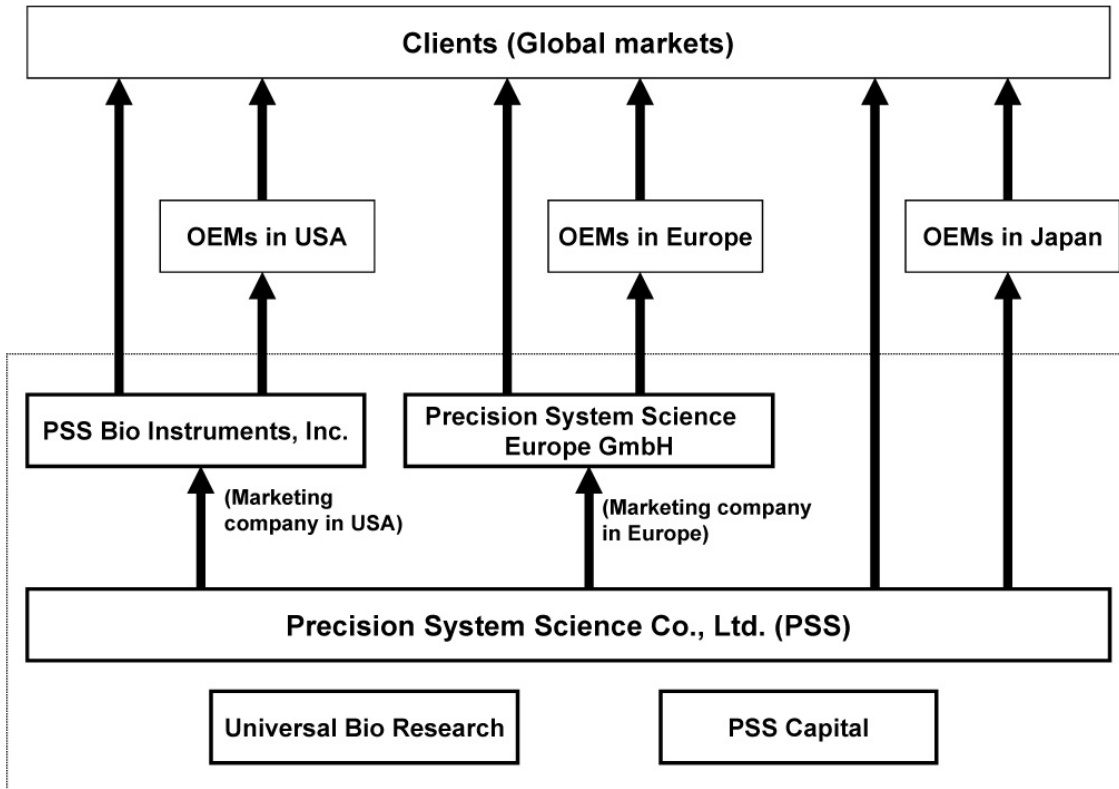 Clients (Global markets)
OEMs in USA
OEMs in Europe
OEMs in Japan
PSS Bio Instruments, Inc.
Precision System Science
Europe GmbH
(Marketing
company in USA)
(Marketing company
in Europe)
Precision System Science Co., Ltd. (PSS)
Universal Bio Research
PSS Capital